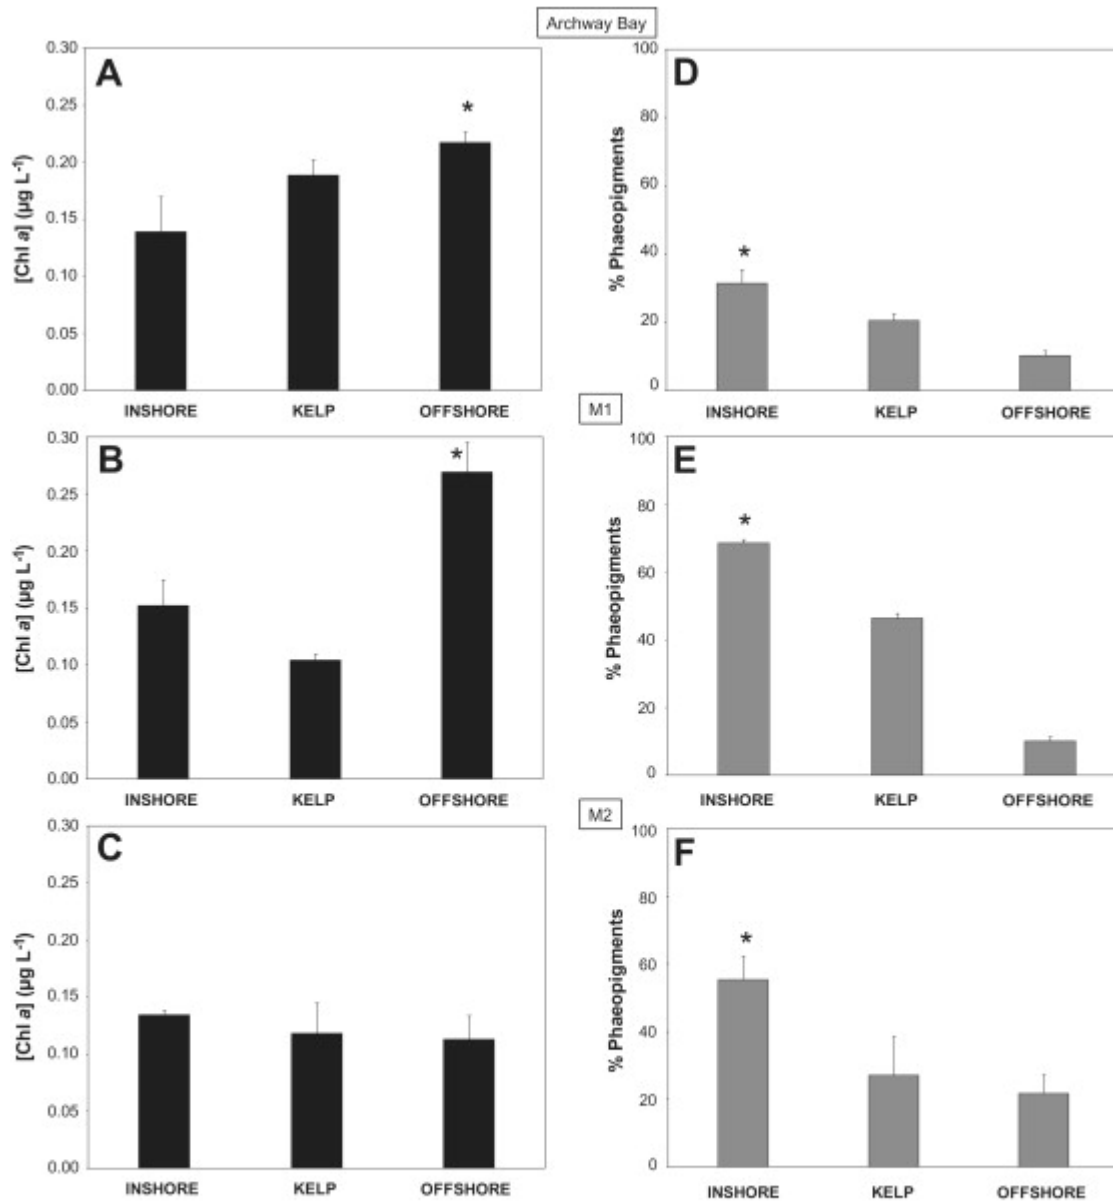 Archway Bay
A
[Chl a] (µg L-1)
0.30
0.25
0.20
0.15
0.10
0.05
0.00
*
INSHORE KELP OFFSHORE
D
% Phaeopigments
100
80
60
40
20
0
*
INSHORE KELP OFFSHORE
M1
B
[Chl a] (µg L-1)
0.30
0.25
0.20
0.15
0.10
0.05
0.00
*
INSHORE KELP OFFSHORE
E
% Phaeopigments
100
80
60
40
20
0
*
INSHORE KELP OFFSHORE
M2
C
[Chl a] (µg L-1)
0.30
0.25
0.20
0.15
0.10
0.05
0.00
INSHORE KELP OFFSHORE
F
% Phaeopigments
100
80
60
40
20
0
*
INSHORE KELP OFFSHORE